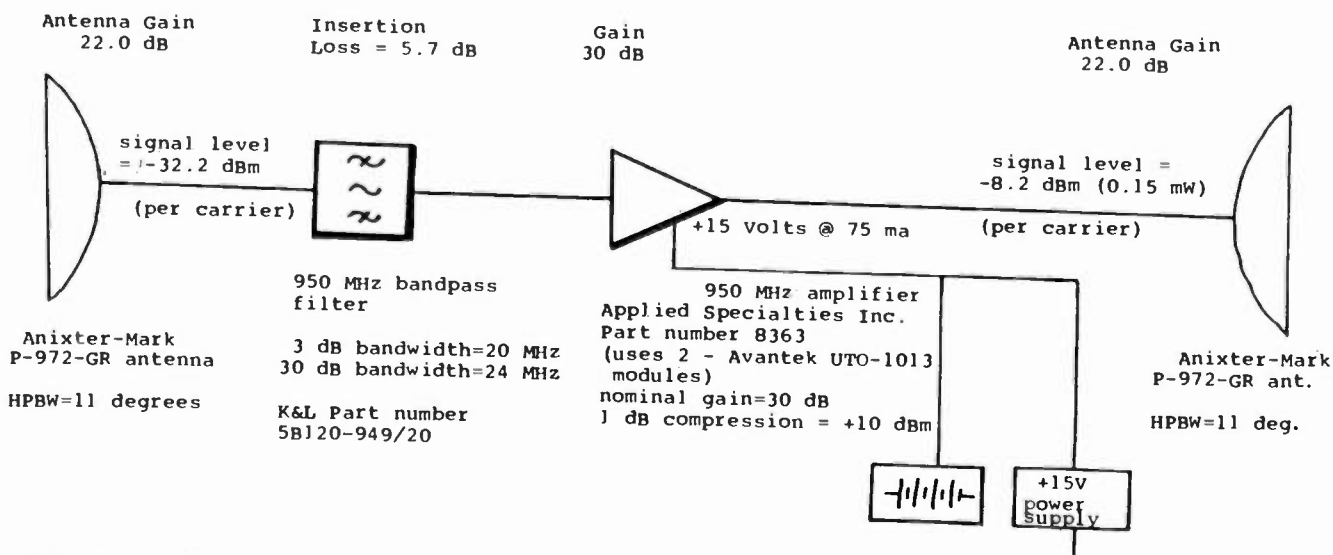 Antenna Gain
22.0 dB
Insertion
Loss = 5.7 dB
Gain
30 dB
Antenna Gain
22.0 dB
signal level
= -32.2 dBm
(per carrier)
signal level =
-8.2 dBm (0.15 mW)
(per carrier)
+15 Volts @ 75 ma
950 MHz bandpass
filter
3 dB bandwidth=20 MHz
30 dB bandwidth=24 MHz
K&L Part number
5B120-949/20
950 MHz amplifier
Applied Specialties Inc.
Part number 8363
(uses 2 - Avantek UTO-1013
modules)
nominal gain=30 dB
1 dB compression = +10 dBm
Anixter-Mark
P-972-GR antenna
HPBW=11 degrees
Anixter-Mark
P-972-GR ant.
HPBW=11 deg.
+15V
power
supply